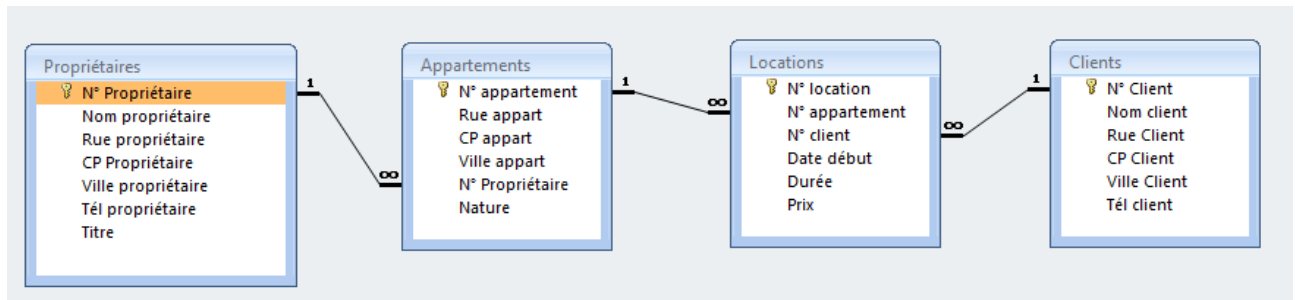 Propriétaires
N° Propriétaire
Nom propriétaire
Rue propriétaire
CP Propriétaire
Ville propriétaire
Tél propriétaire
Titre
1
∞
Appartements
N° appartement
Rue appart
CP appart
Ville appart
N° Propriétaire
Nature
1
∞
Locations
N° location
N° appartement
N° client
Date début
Durée
Prix
∞
1
Clients
N° Client
Nom client
Rue Client
CP Client
Ville Client
Tél client